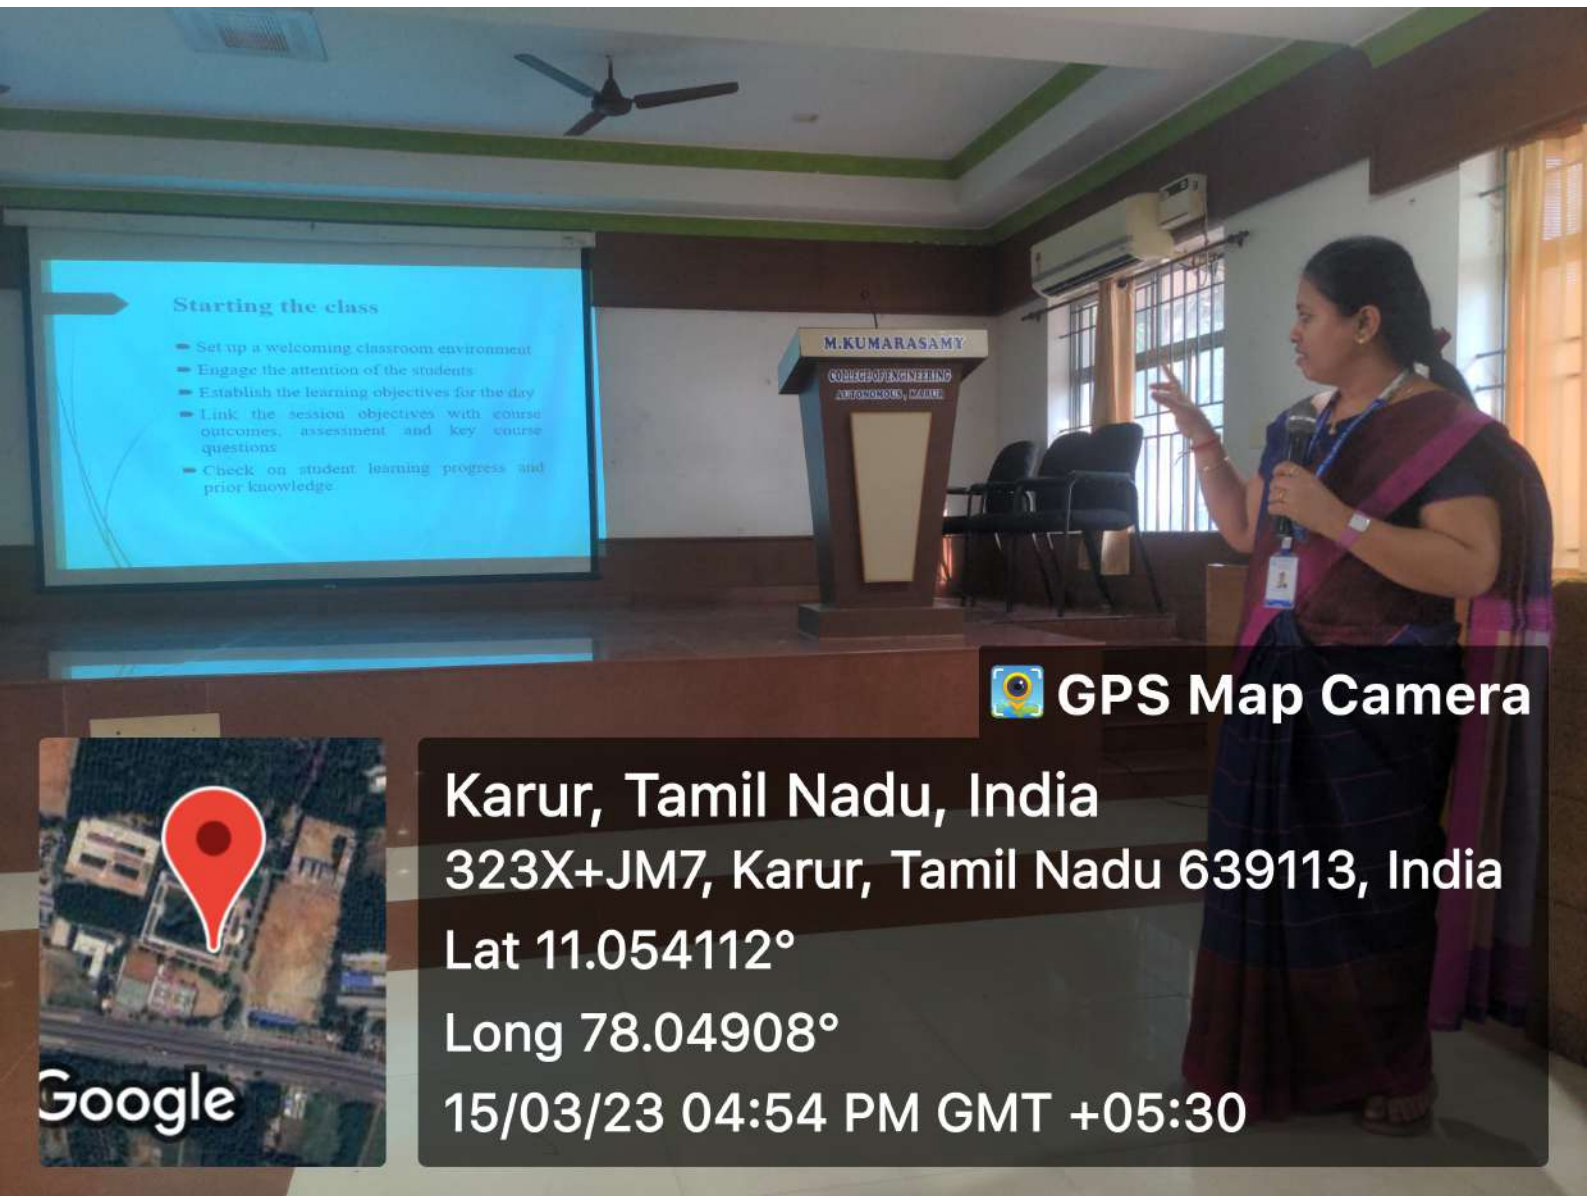 Starting the class
Set up a welcoming classroom environment
Engage the attention of the students
Establish the learning objectives for the day
Link the session objectives with course
outcomes, assessment and key course
questions
Check on student learning progress and
prior knowledge
M.KUMARASAMY
COLLEGE OF ENGINEERING
AUTONOMOUS, KARUR
GPS Map Camera
Karur, Tamil Nadu, India
323X+JM7, Karur, Tamil Nadu 639113, India
Lat 11.054112°
Long 78.04908°
15/03/23 04:54 PM GMT +05:30
Google